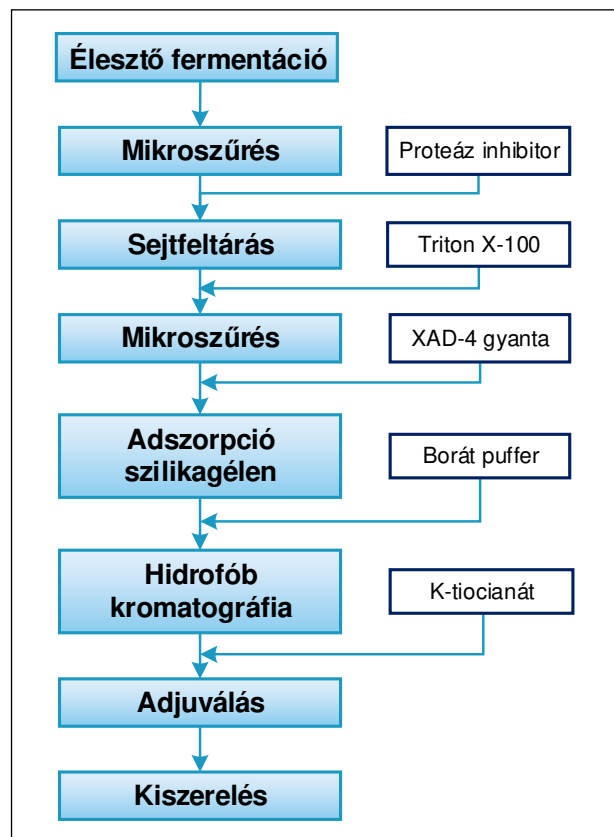 Élesztő fermentáció
Mikroszűrés
Proteáz inhibitor
Sejtfeltárás
Triton X-100
Mikroszűrés
XAD-4 gyanta
Adszorpció
szilikagélen
Borát puffer
Hidrofób
kromatográfia
K-tiocianát
Adjuválás
Kiszerelés